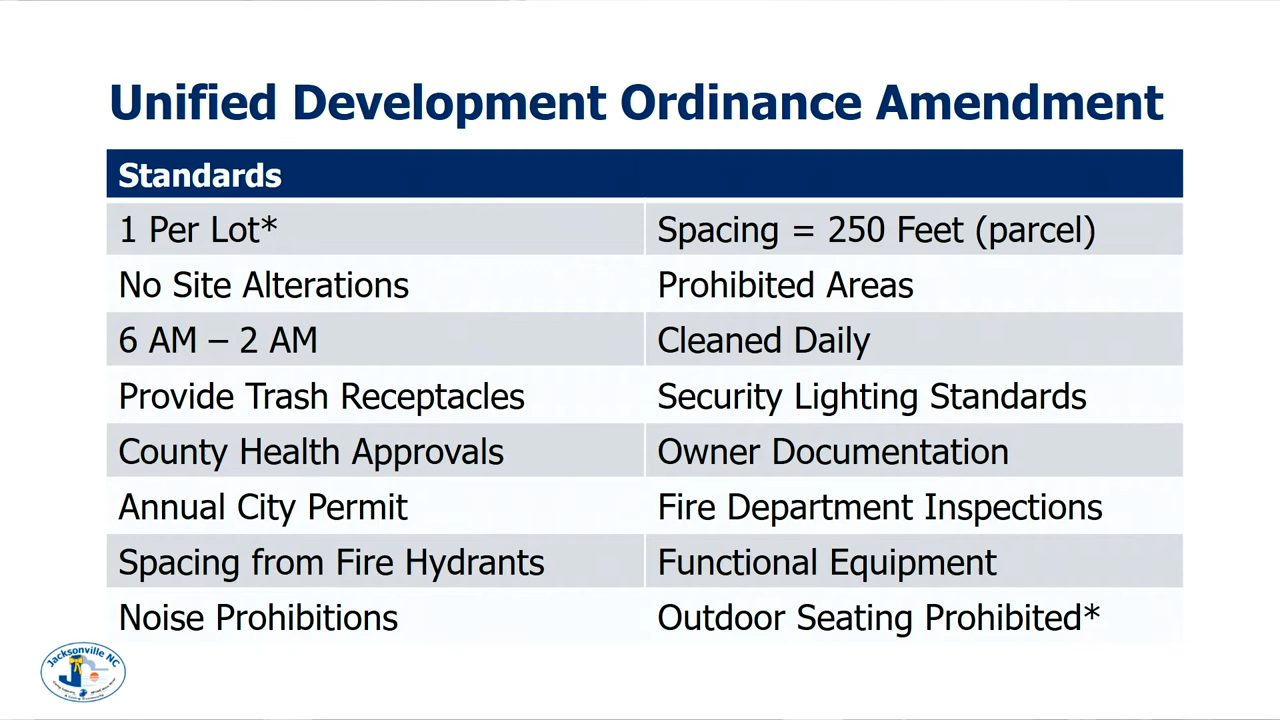 Unified Development Ordinance Amendment
Standards
1 Per Lot*
Spacing = 250 Feet (parcel)
No Site Alterations
Prohibited Areas
6 AM – 2 AM
Cleaned Daily
Provide Trash Receptacles
Security Lighting Standards
County Health Approvals
Owner Documentation
Annual City Permit
Fire Department Inspections
Spacing from Fire Hydrants
Functional Equipment
Noise Prohibitions
Outdoor Seating Prohibited*
Jacksonville NC